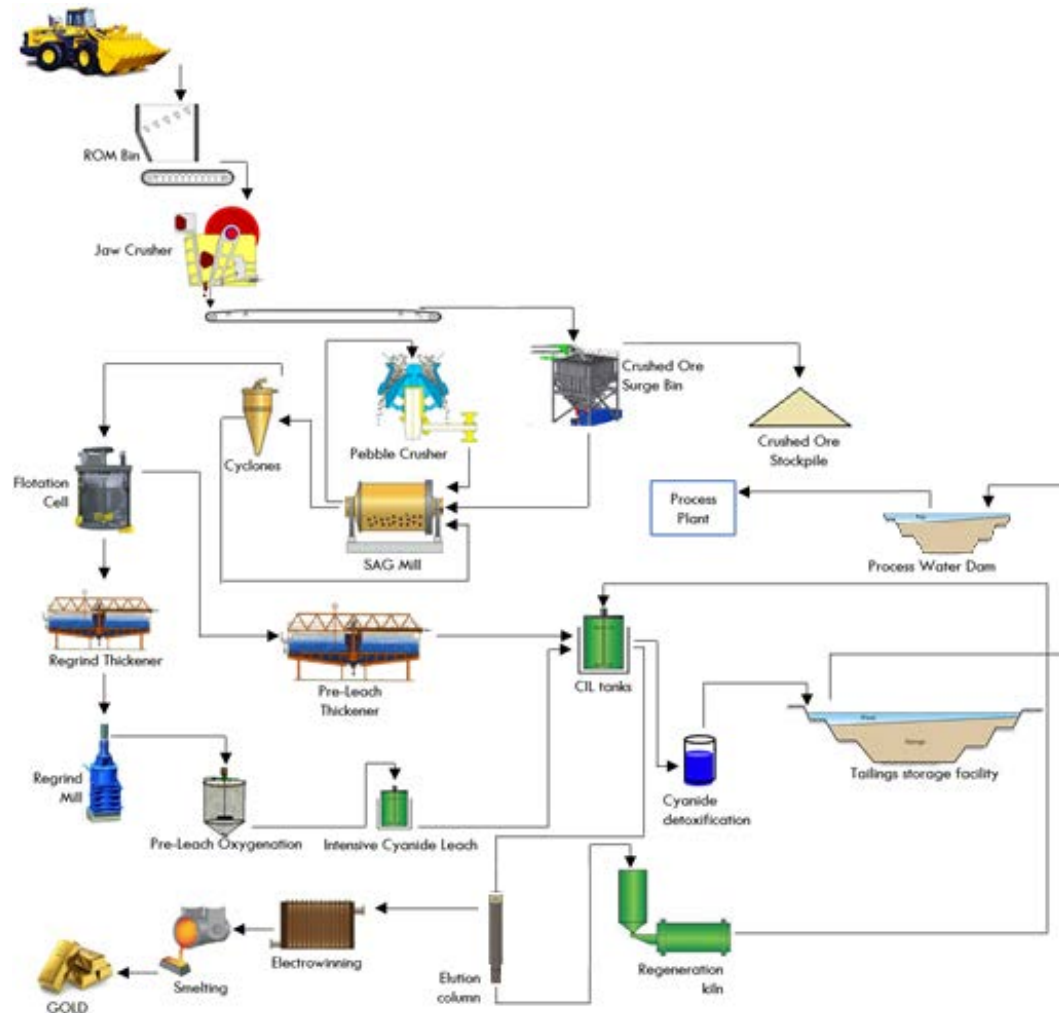 ROM Bin
Jaw Crusher
Crushed Ore
Surge Bin
Crushed Ore
Stockpile
Pebble Crusher
Cyclones
Flotation
Cell
SAG Mill
Process
Plant
Process Water Dam
Regrind Thickener
Pre-Leach
Thickener
CIL tanks
Tailings storage facility
Regrind
Mill
Cyanide
detoxification
Pre-Leach Oxygenation
Intensive Cyanide Leach
Electrowinning
Smelting
GOLD
Elution
column
Regeneration
kiln